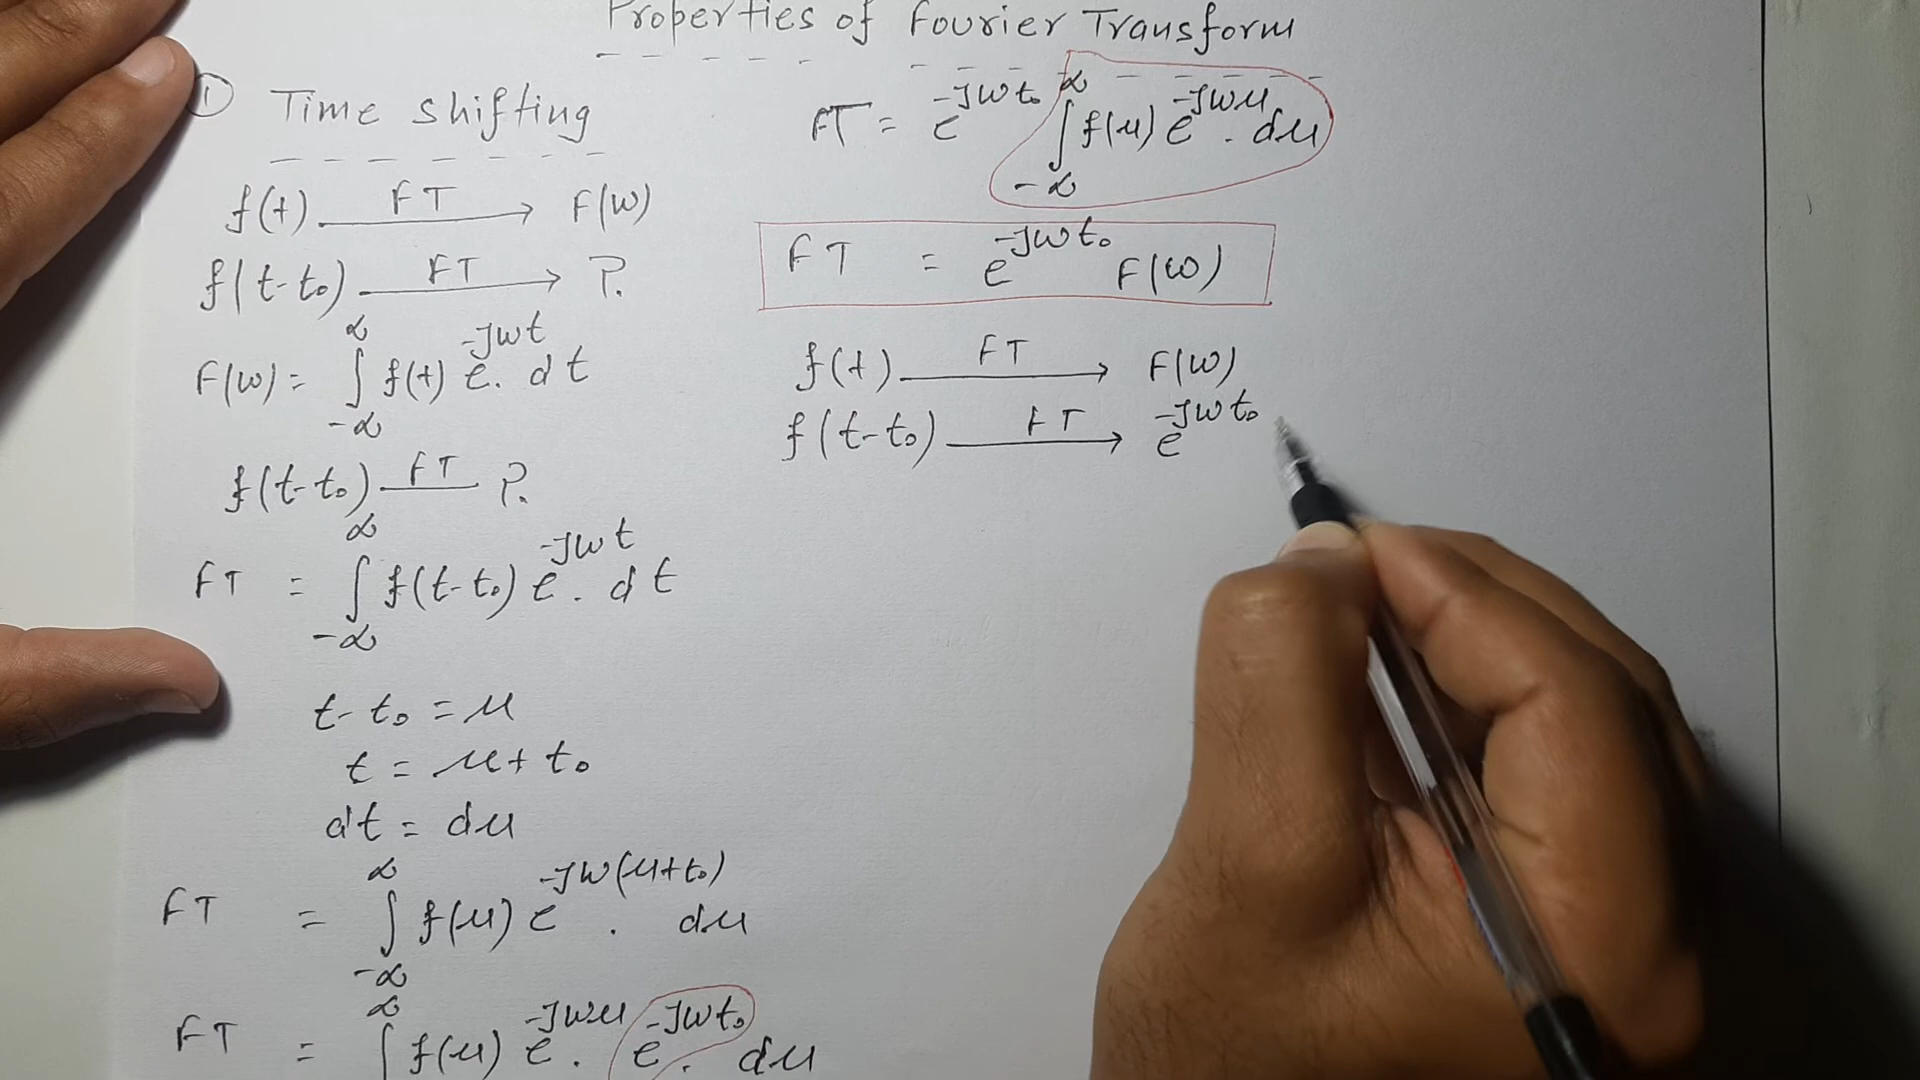 Properties of Fourier Transform
① Time shifting
f(t) FT → F(w)
f(t-t₀) FT → ?
F(w) = ∫_{-∞}^{∞} f(t) e^{-jwt} . dt
f(t-t₀) FT ?
FT = ∫_{-∞}^{∞} f(t-t₀) e^{-jwt} . dt
t-t₀ = u
t = u+t₀
dt = du
FT = ∫_{-∞}^{∞} f(u) e^{-jw(u+t₀)} . du
FT = ∫^{∞} f(u) e^{-jwu} . e^{-jwt₀} . du
FT = e^{-jwt₀} ∫_{-∞}^{∞} f(u) e^{-jwu} . du
FT = e^{-jwt₀} F(w)
f(t) FT → F(w)
f(t-t₀) FT → e^{-jwt₀}